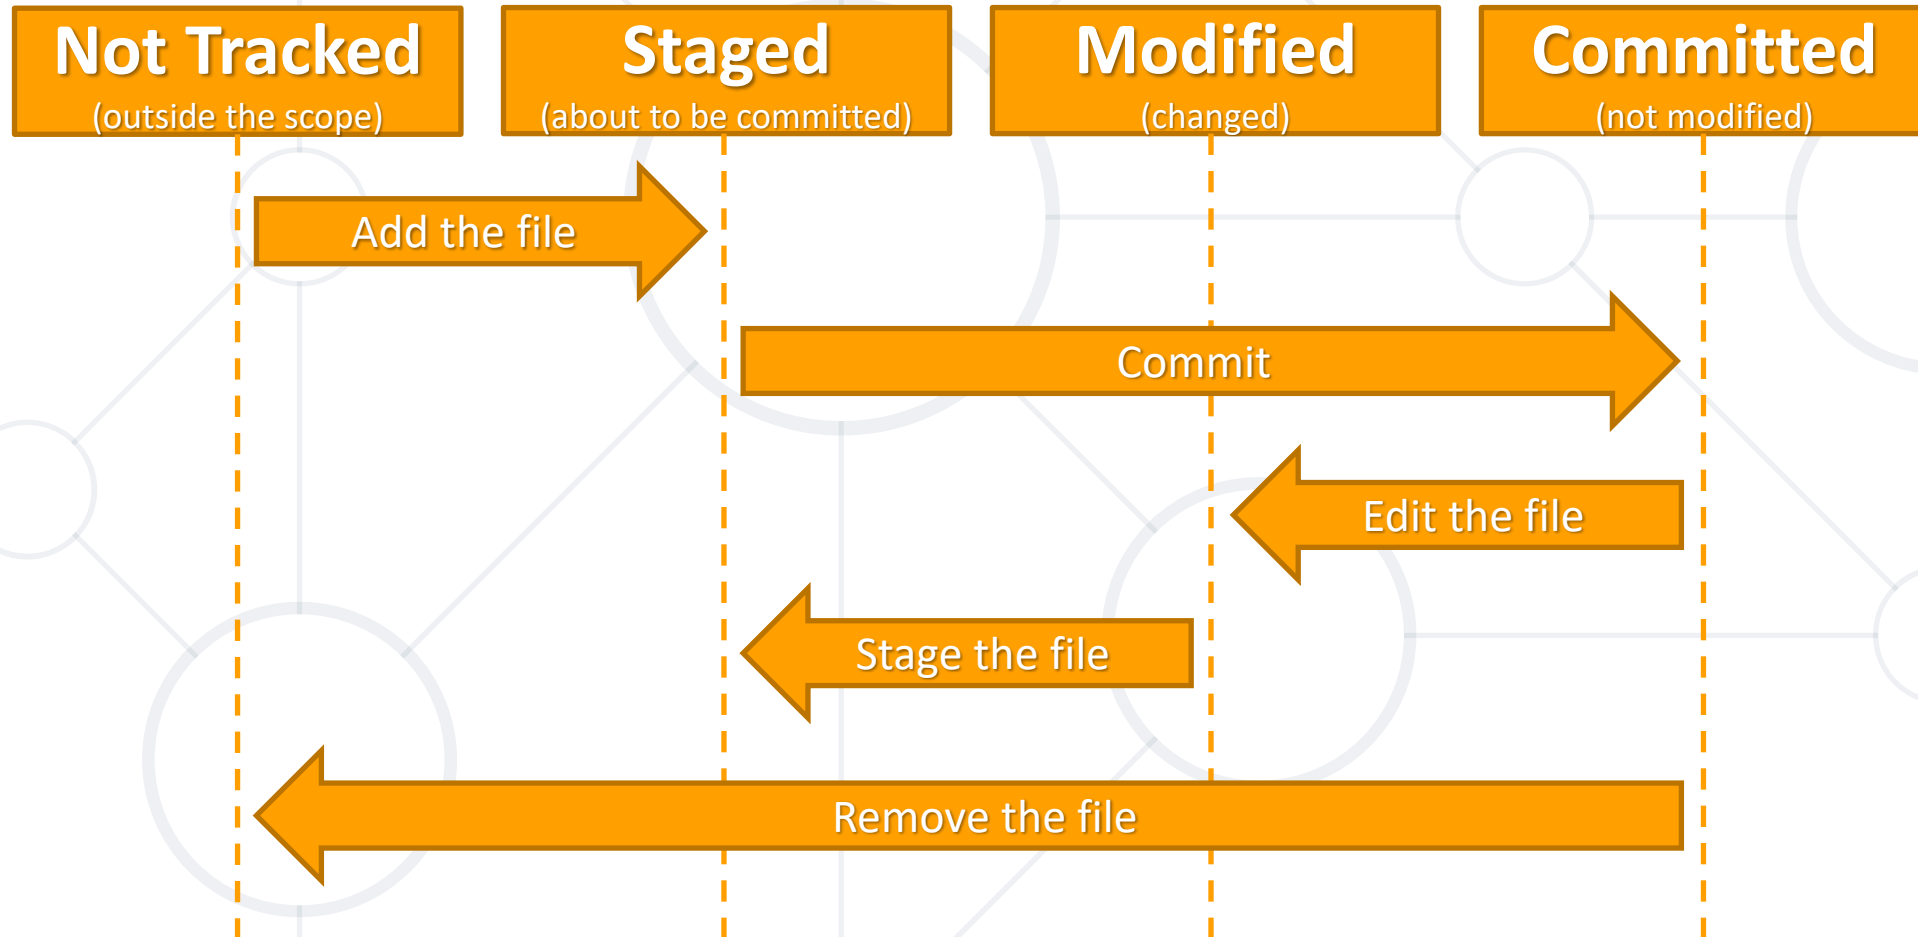 Not Tracked
(outside the scope)
Staged
(about to be committed)
Modified
(changed)
Committed
(not modified)
Add the file
Commit
Edit the file
Stage the file
Remove the file